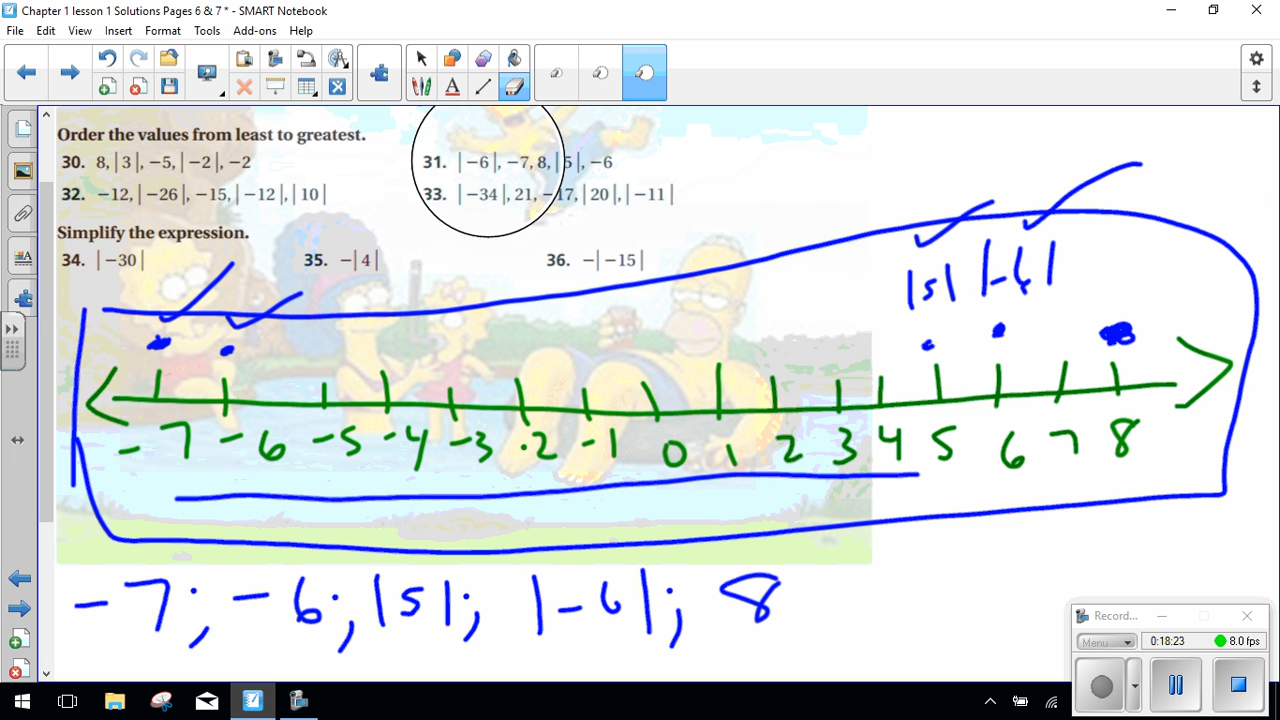 Chapter 1 lesson 1 Solutions Pages 6 & 7 * - SMART Notebook
File Edit View Insert Format Tools Add-ons Help
Order the values from least to greatest.
30. 8, | 3 |, −5, | −2 |, −2
31. | −6 |, −7, 8, | 5 |, −6
32. −12, | −26 |, −15, | −12 |, | 10 |
33. | −34 |, 21, −17, | 20 |, | −11 |
Simplify the expression.
34. | −30 |
35. −| 4 |
36. −| −15 |
|5| |-6|
-7 -6 -5 -4 -3 -2 -1 0 1 2 3 4 5 6 7 8
-7; -6; |5|; |-6|; 8
Record...
Menu
0:18:23
8.0 fps